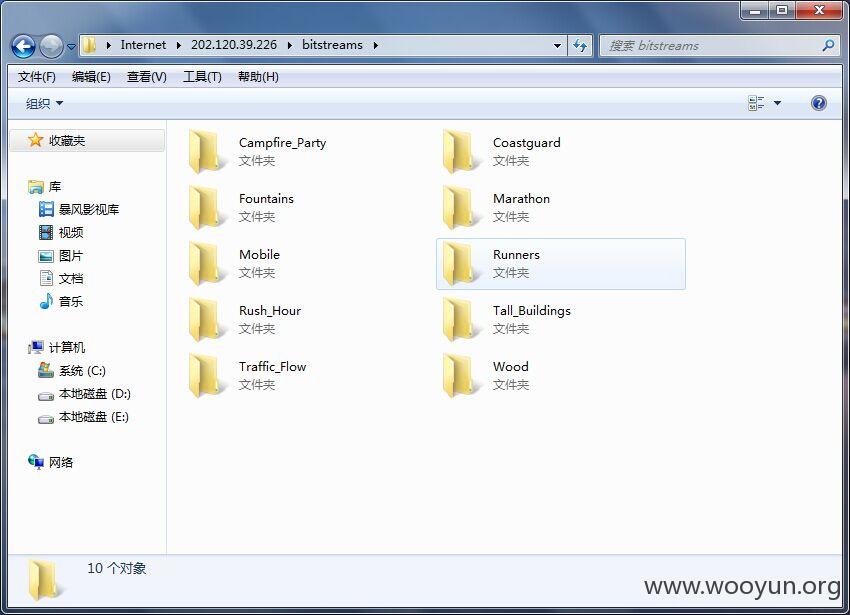 Internet 202.120.39.226 bitstreams
搜索 bitstreams
文件(F) 编辑(E) 查看(V) 工具(T) 帮助(H)
组织
收藏夹
库
暴风影视库
视频
图片
文档
音乐
计算机
系统 (C:)
本地磁盘 (D:)
本地磁盘 (E:)
网络
Campfire_Party
文件夹
Coastguard
文件夹
Fountains
文件夹
Marathon
文件夹
Mobile
文件夹
Runners
文件夹
Rush_Hour
文件夹
Tall_Buildings
文件夹
Traffic_Flow
文件夹
Wood
文件夹
10 个对象
www.wooyun.org